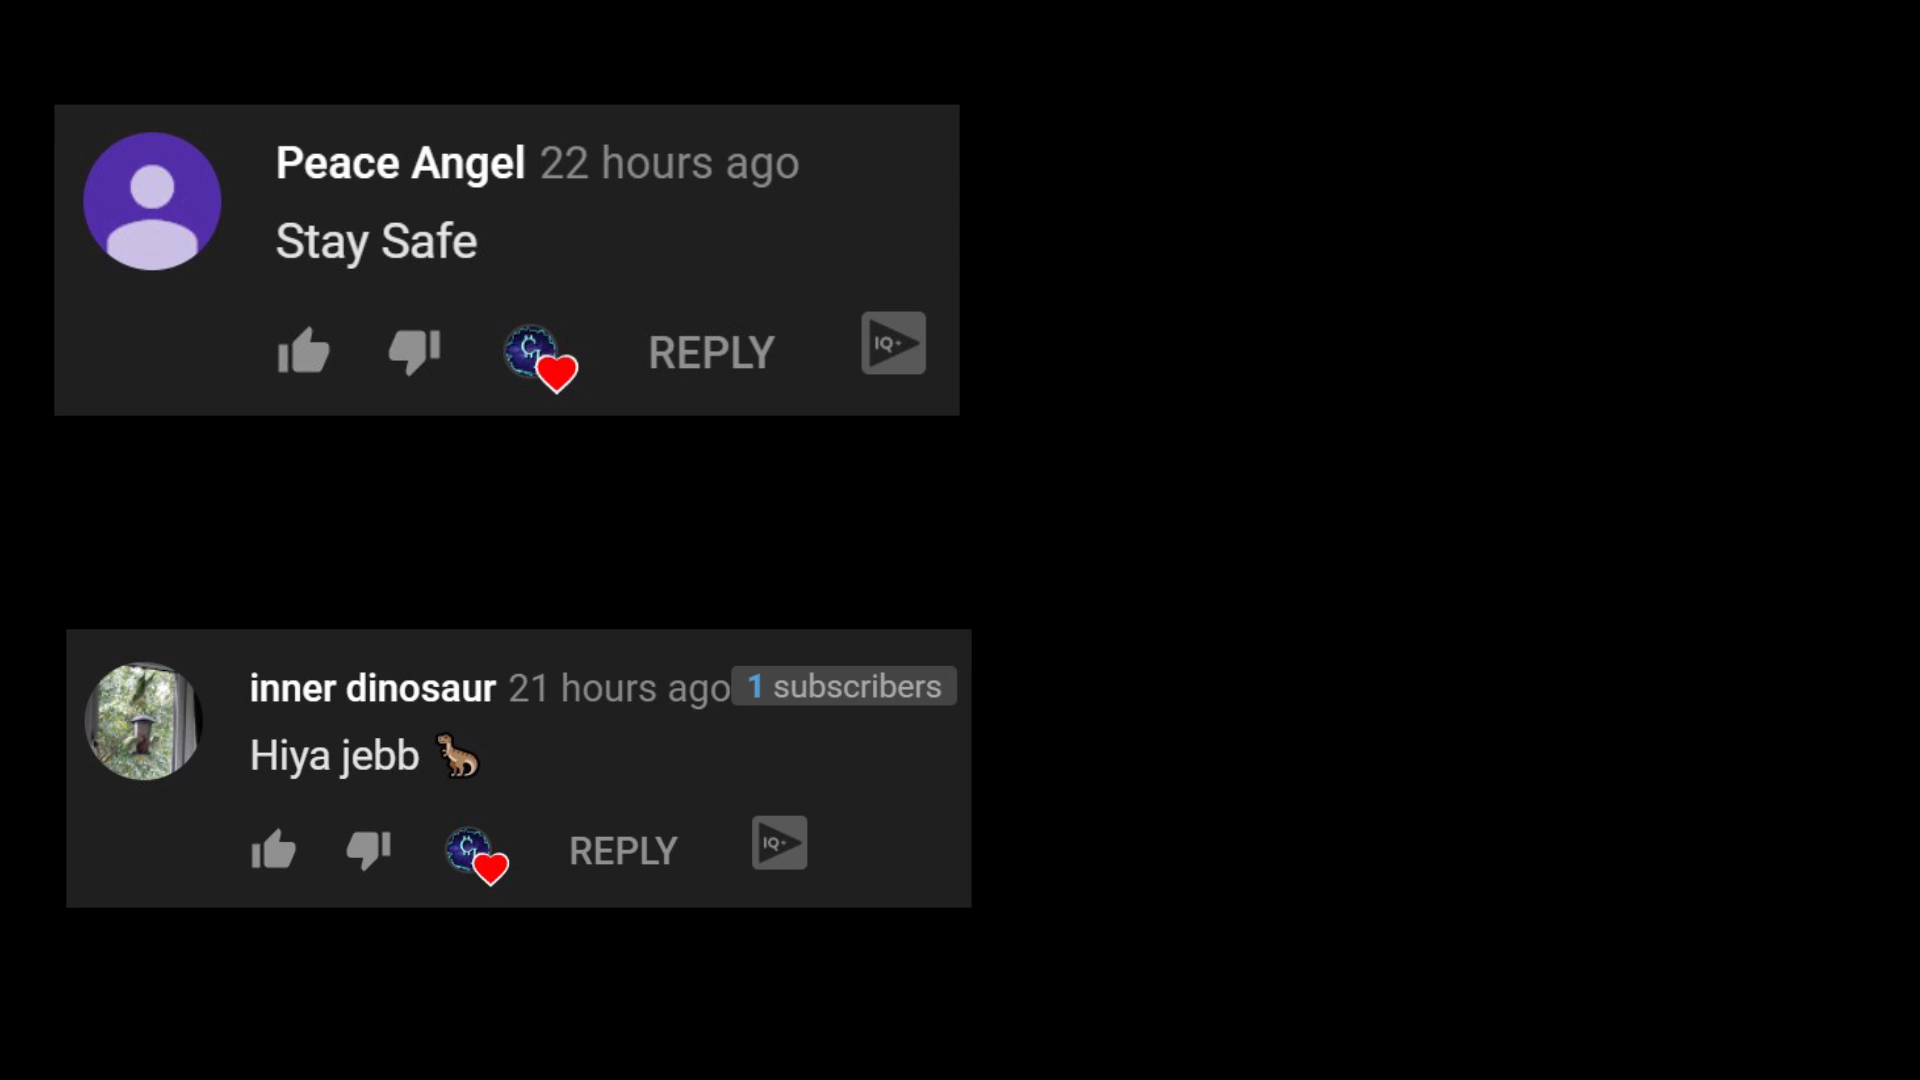 Peace Angel 22 hours ago
Stay Safe
REPLY IQ+
inner dinosaur 21 hours ago 1 subscribers
Hiya jebb 🦖
REPLY IQ+